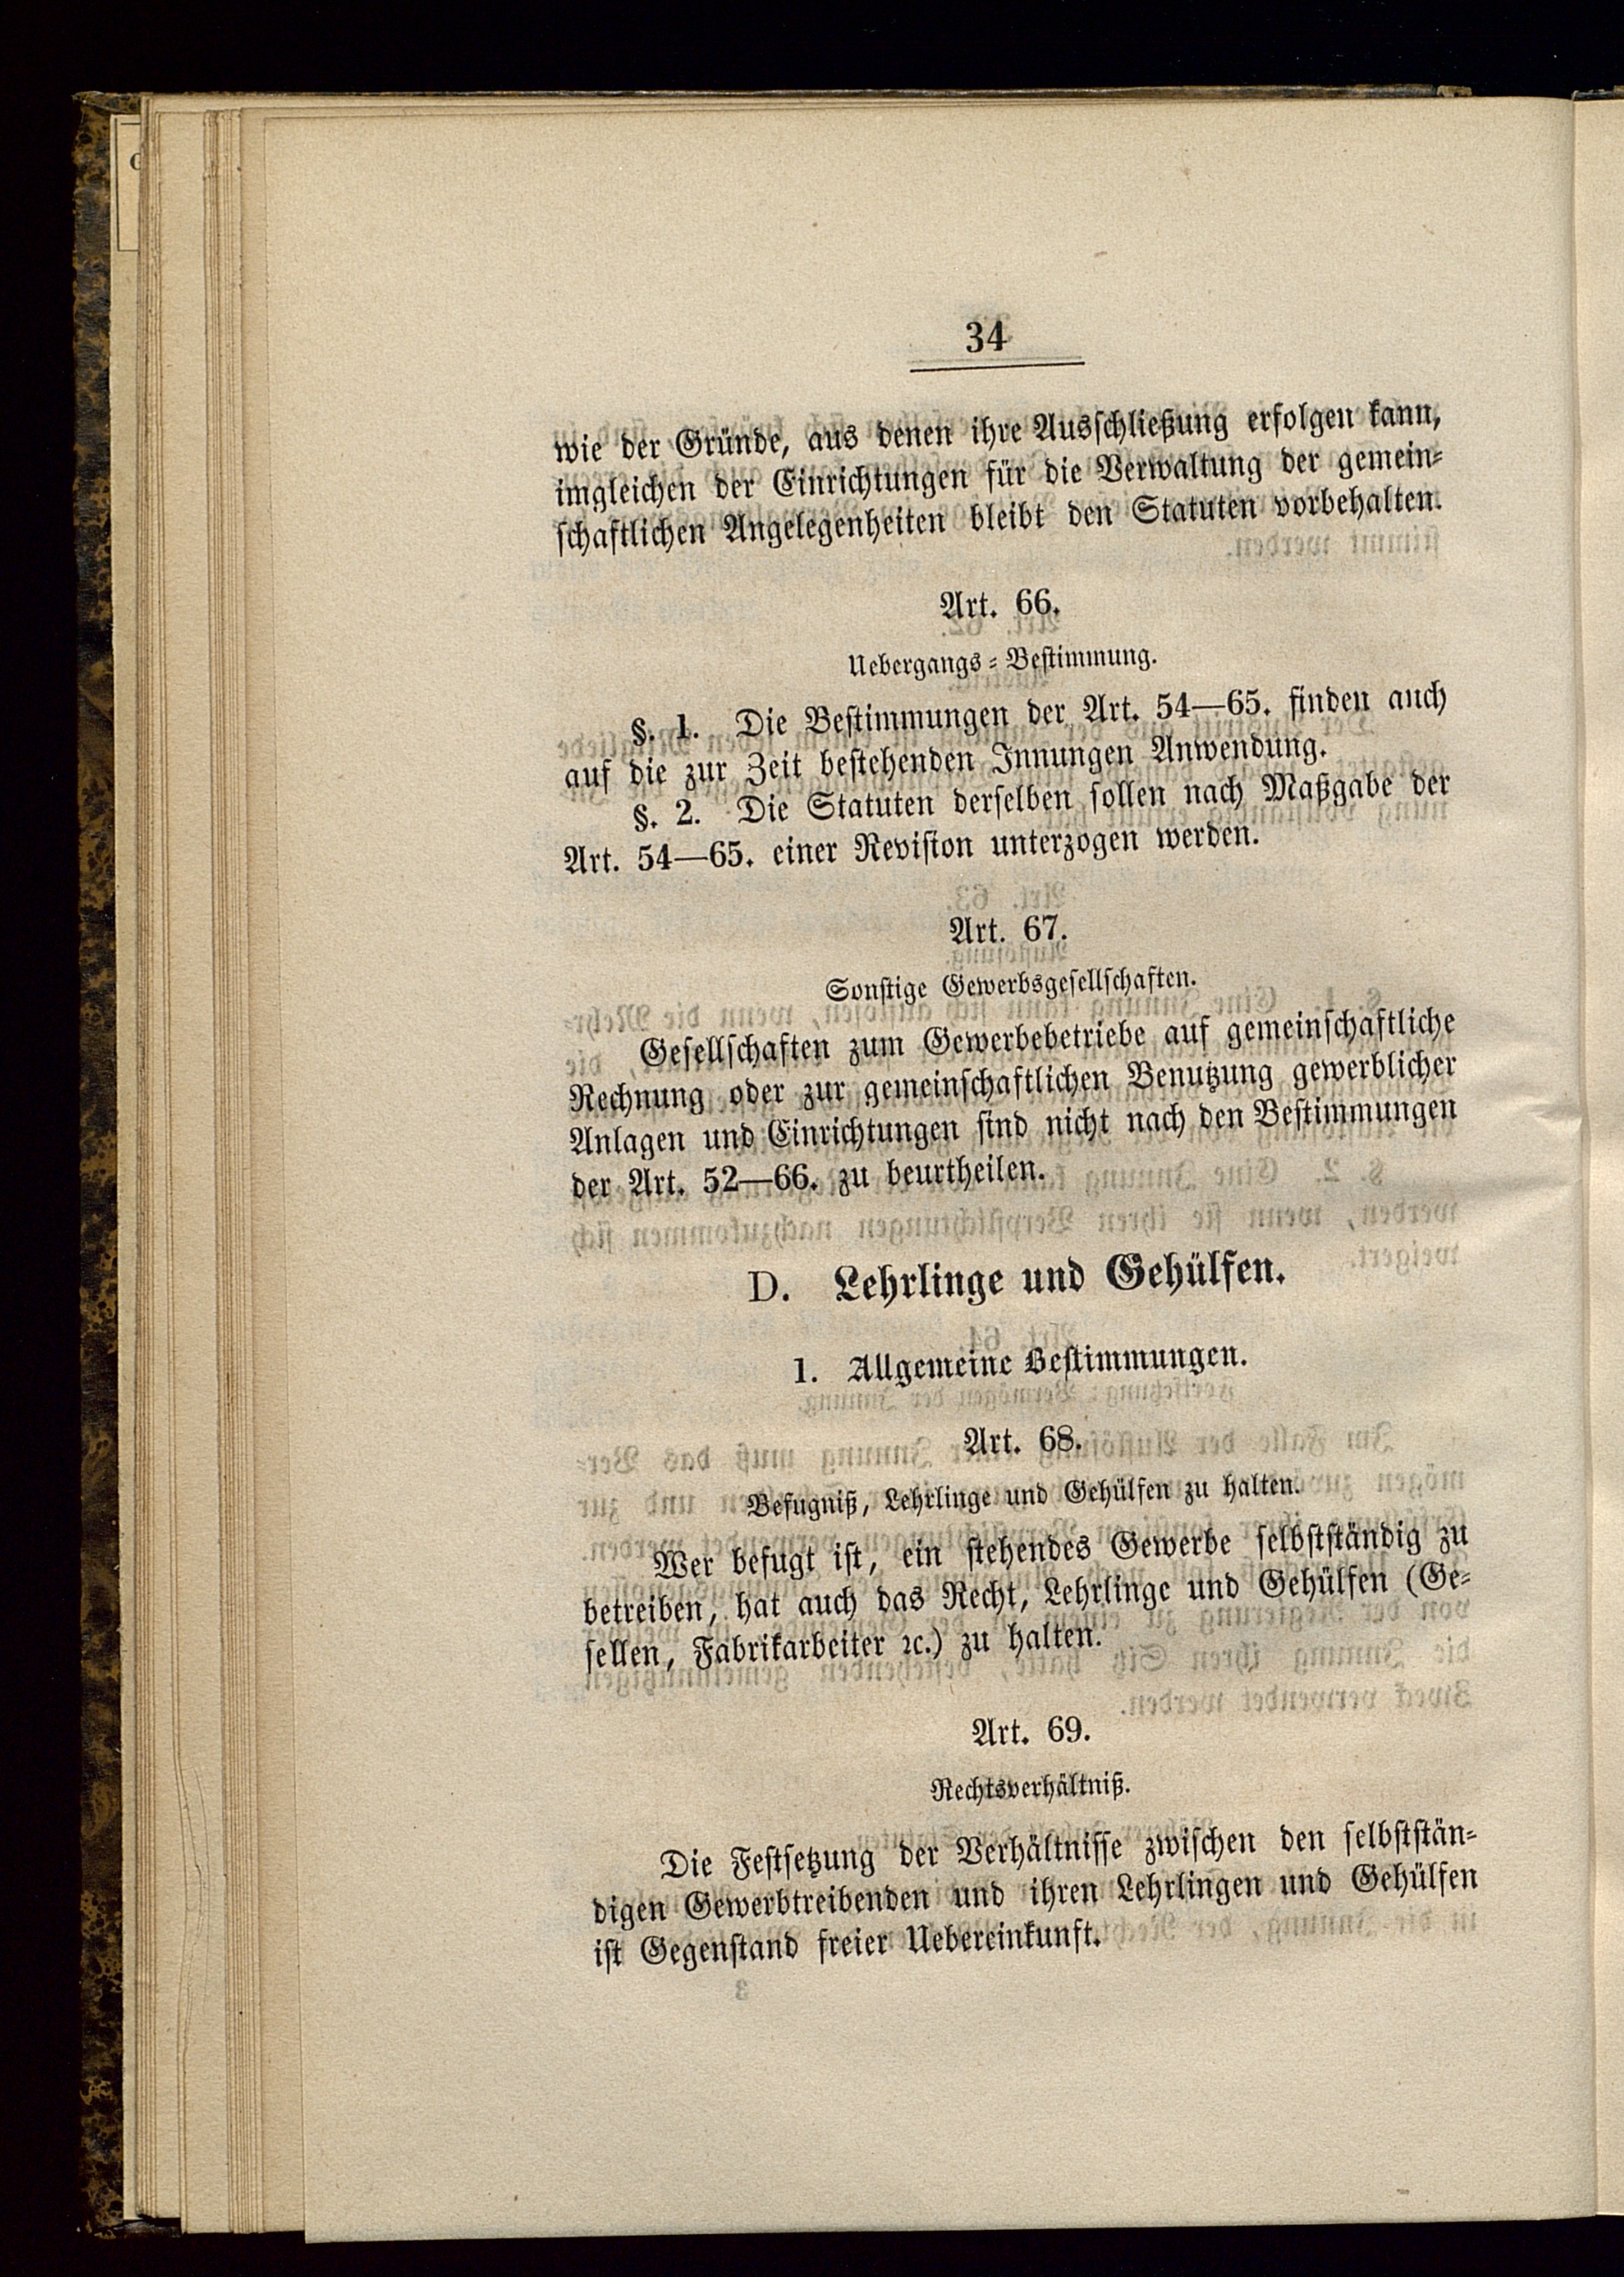 34
wie der Gründe, aus denen ihre Ausschließung erfolgen kann,
imgleichen der Einrichtungen für die Verwaltung der gemein=
schaftlichen Angelegenheiten bleibt den Statuten vorbehalten.
Art. 66.
Uebergangs=Bestimmung.
§. 1. Die Bestimmungen der Art. 54—65. finden auch
auf die zur Zeit bestehenden Innungen Anwendung.
§. 2. Die Statuten derselben sollen nach Maßgabe der
Art. 54—65. einer Revision unterzogen werden.
Art. 67.
Sonstige Gewerbsgesellschaften.
Gesellschaften zum Gewerbebetriebe auf gemeinschaftliche
Rechnung oder zur gemeinschaftlichen Benutzung gewerblicher
Anlagen und Einrichtungen sind nicht nach den Bestimmungen
der Art. 52—66. zu beurtheilen.
D. Lehrlinge und Gehülfen.
1. Allgemeine Bestimmungen.
Art. 68.
Befugniß, Lehrlinge und Gehülfen zu halten.
Wer befugt ist, ein stehendes Gewerbe selbstständig zu
betreiben, hat auch das Recht, Lehrlinge und Gehülfen (Ge=
sellen, Fabrikarbeiter ꝛc.) zu halten.
Art. 69.
Rechtsverhältniß.
Die Festsetzung der Verhältnisse zwischen den selbststän=
digen Gewerbtreibenden und ihren Lehrlingen und Gehülfen
ist Gegenstand freier Uebereinkunft.